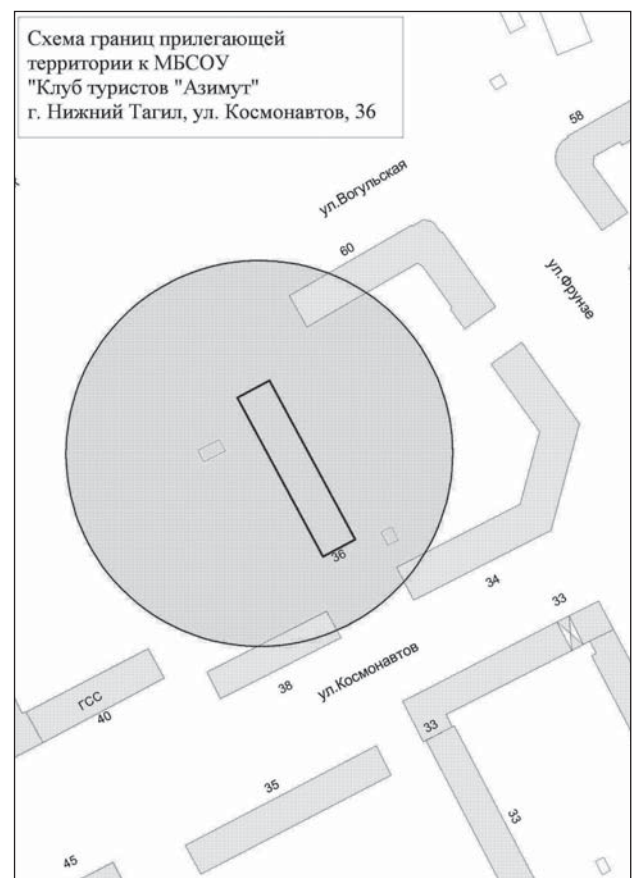 Схема границ прилегающей
территории к МБСОУ
"Клуб туристов "Азимут"
г. Нижний Тагил, ул. Космонавтов, 36
58
ул.Вогульская
60
ул.Фрунзе
36
34
33
38
ул.Космонавтов
ГСС
40
33
35
33
45